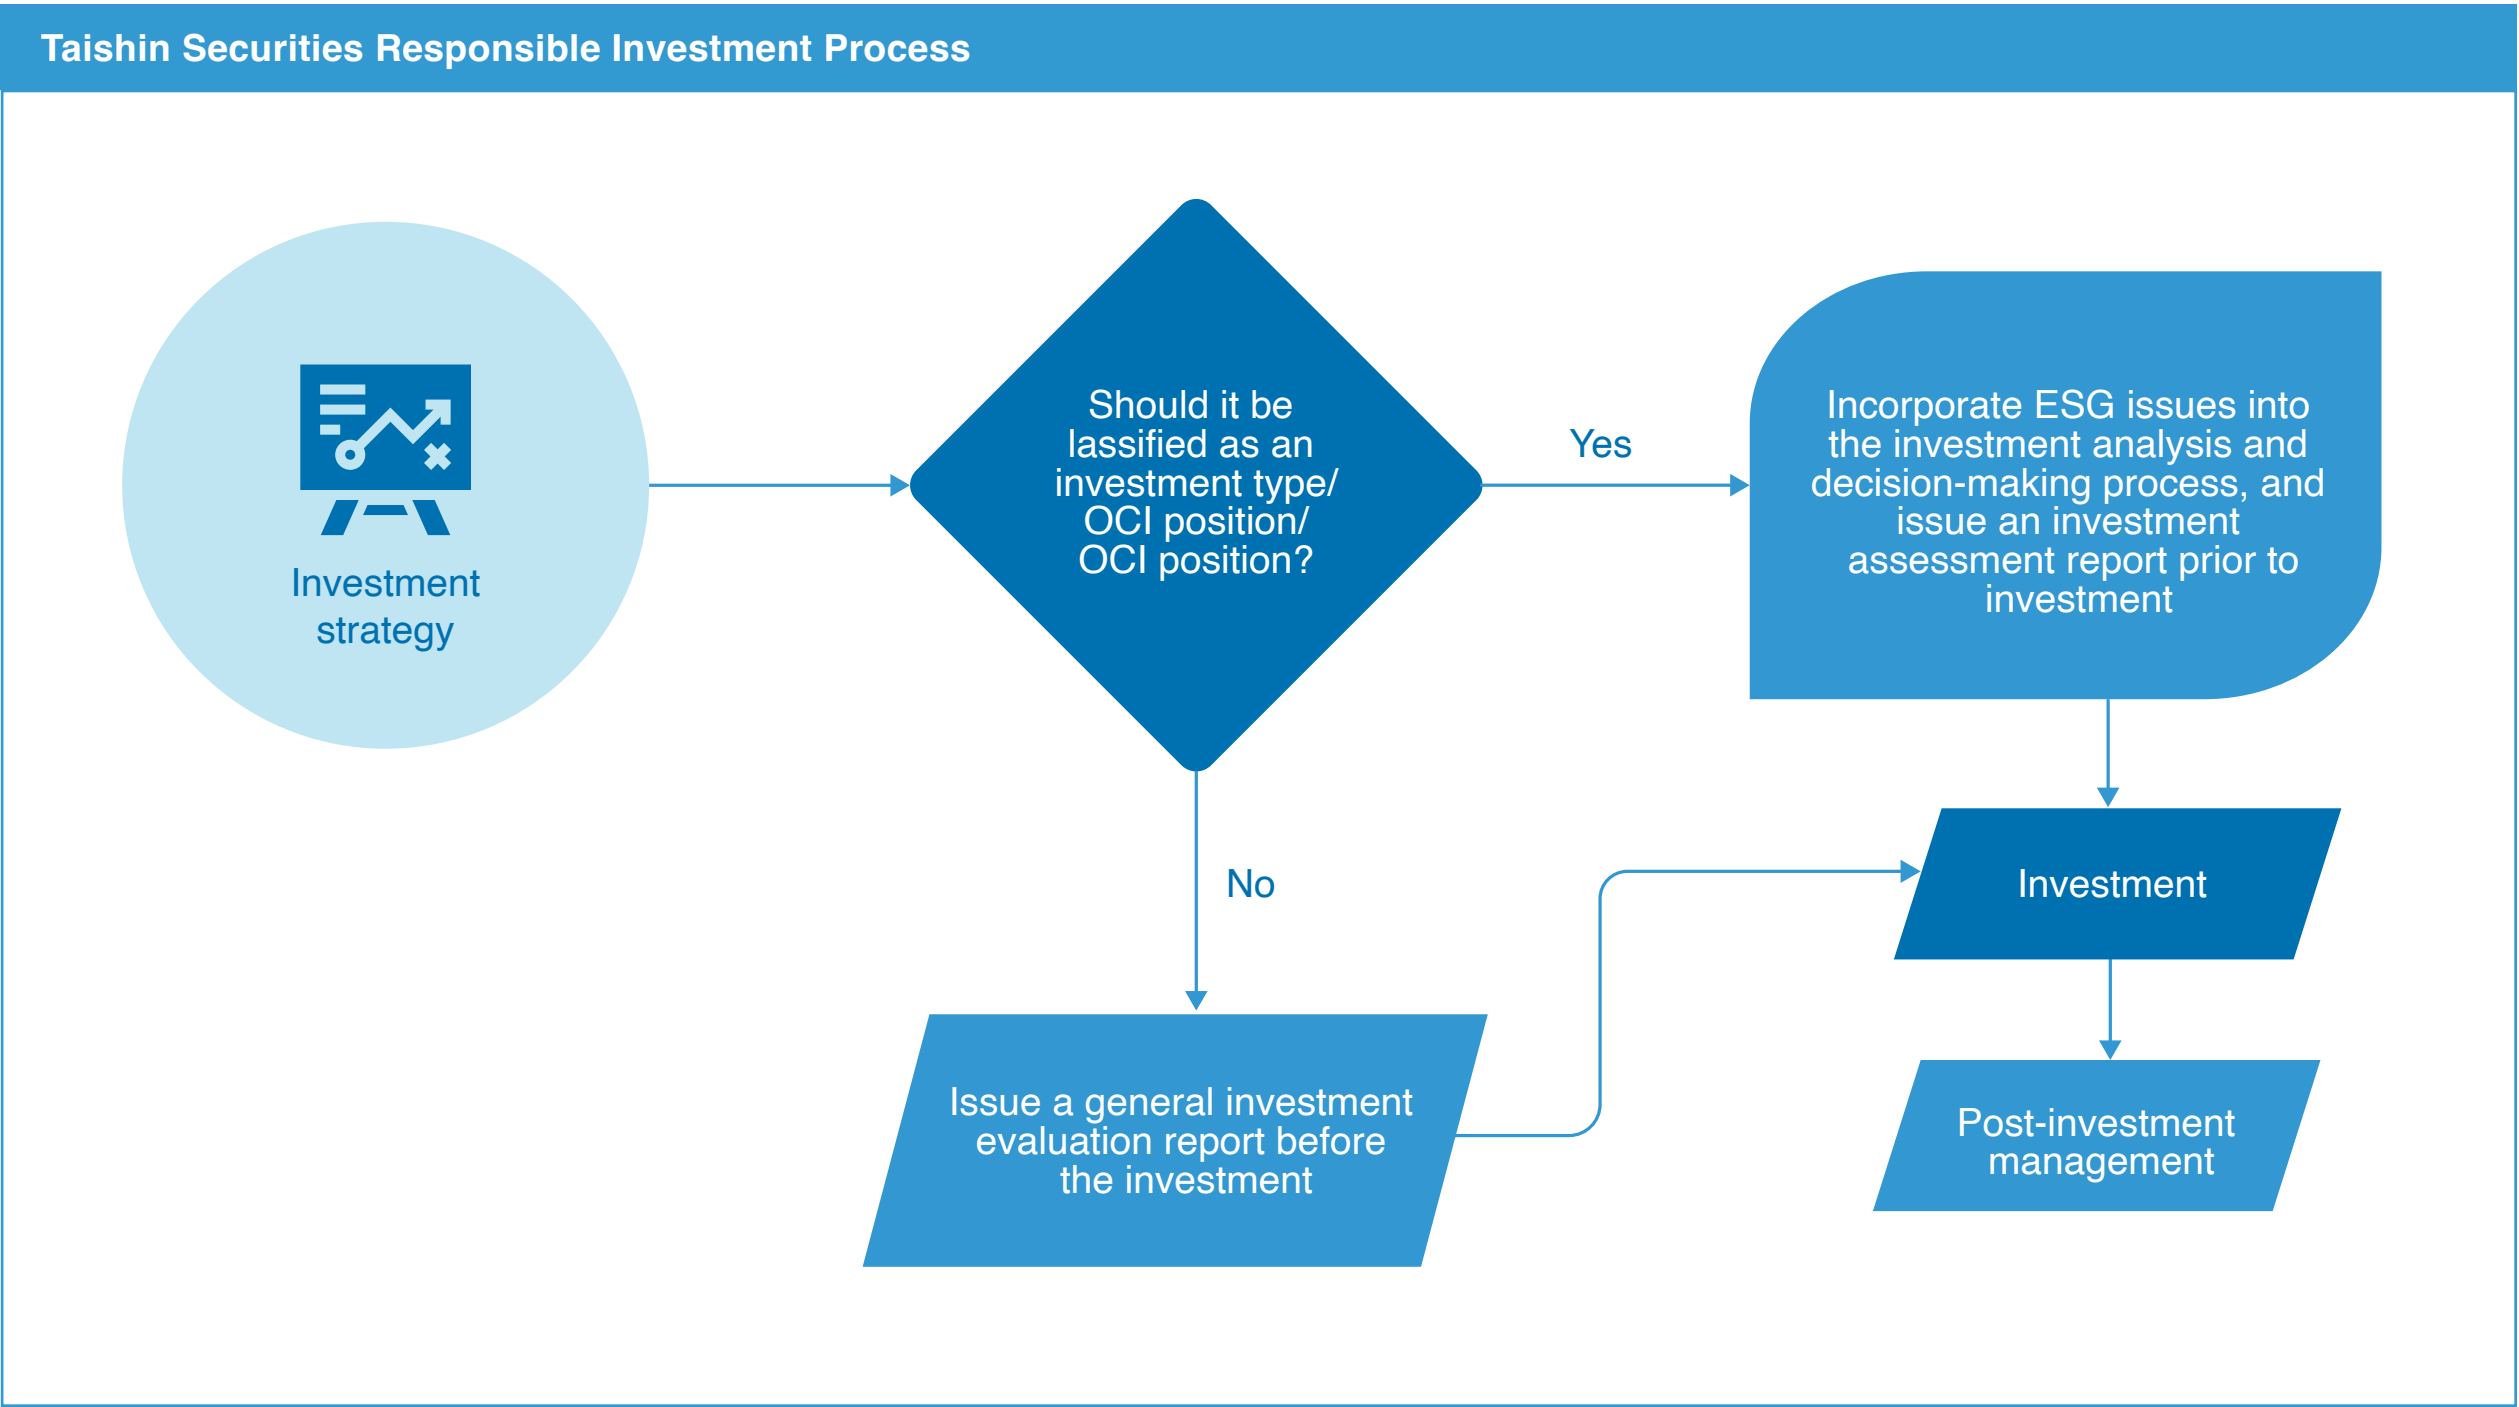 Taishin Securities Responsible Investment Process
Investment
strategy
Should it be
lassified as an
investment type/
OCI position/
OCI position?
Yes
Incorporate ESG issues into
the investment analysis and
decision-making process, and
issue an investment
assessment report prior to
investment
No
Investment
Issue a general investment
evaluation report before
the investment
Post-investment
management